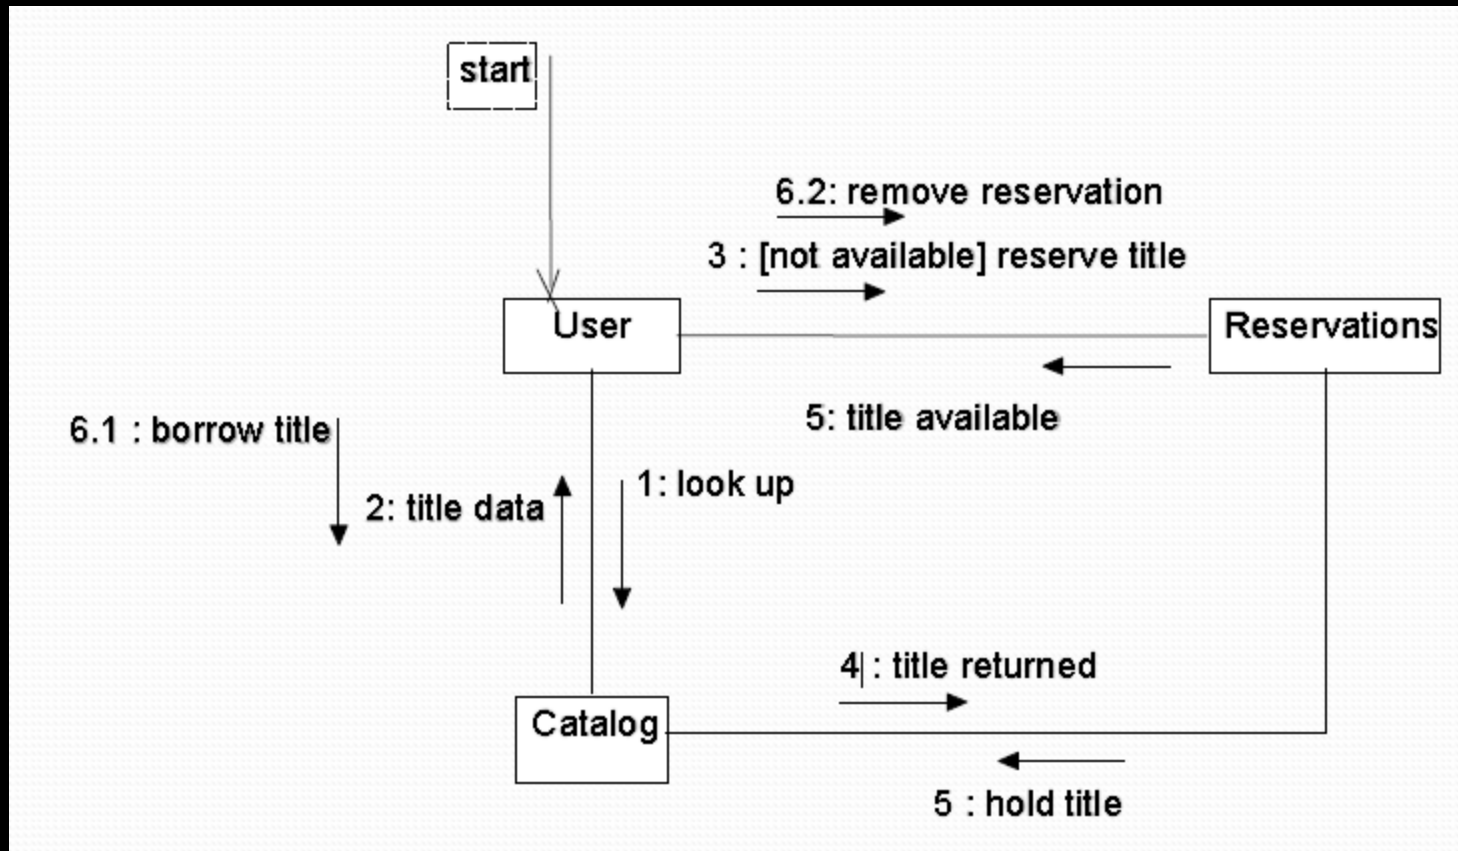 start
6.2: remove reservation
3 : [not available] reserve title
User
Reservations
5: title available
6.1 : borrow title
1: look up
2: title data
4 : title returned
Catalog
5 : hold title